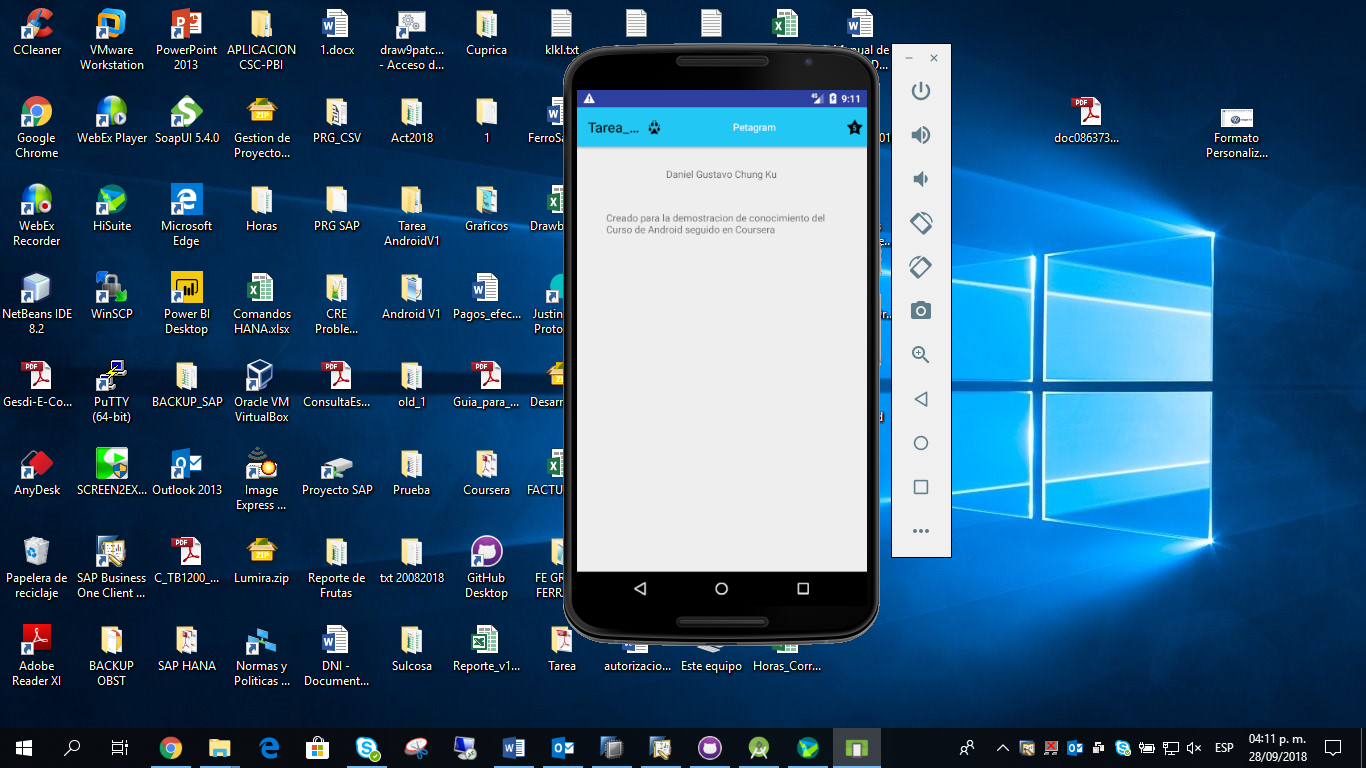 CCleaner
VMware
Workstation
PowerPoint
2013
APLICACION
CSC-PBI
1.docx
draw9patc...
- Acceso d...
Cuprica
klkl.txt
Google
Chrome
WebEx Player
SoapUI 5.4.0
Gestion de
Proyecto...
PRG_CSV
Act2018
1
WebEx
Recorder
HiSuite
Microsoft
Edge
Horas
PRG SAP
Tarea
AndroidV1
Graficos
NetBeans IDE
8.2
WinSCP
Power BI
Desktop
Comandos
HANA.xlsx
CRE
Proble...
Android V1
Pagos_efec...
Gesdi-E-Co...
PuTTY
(64-bit)
BACKUP_SAP
Oracle VM
VirtualBox
ConsultaEs...
old_1
Guia_para_...
AnyDesk
SCREEN2EX...
Outlook 2013
Image
Express ...
Proyecto SAP
Prueba
Coursera
Papelera de
reciclaje
SAP Business
One Client ...
C_TB1200_...
Lumira.zip
Reporte de
Frutas
txt 20082018
GitHub
Desktop
Adobe
Reader XI
BACKUP
OBST
SAP HANA
Normas y
Politicas ...
DNI -
Document...
Sulcosa
Reporte_v1...
Tarea
autorizacio...
Este equipo
Horas_Corr...
9:11
Tarea_...
Petagram
5
Daniel Gustavo Chung Ku
Creado para la demostracion de conocimiento del
Curso de Android seguido en Coursera
doc086373...
Formato
Personaliz...
ESP
04:11 p. m.
28/09/2018